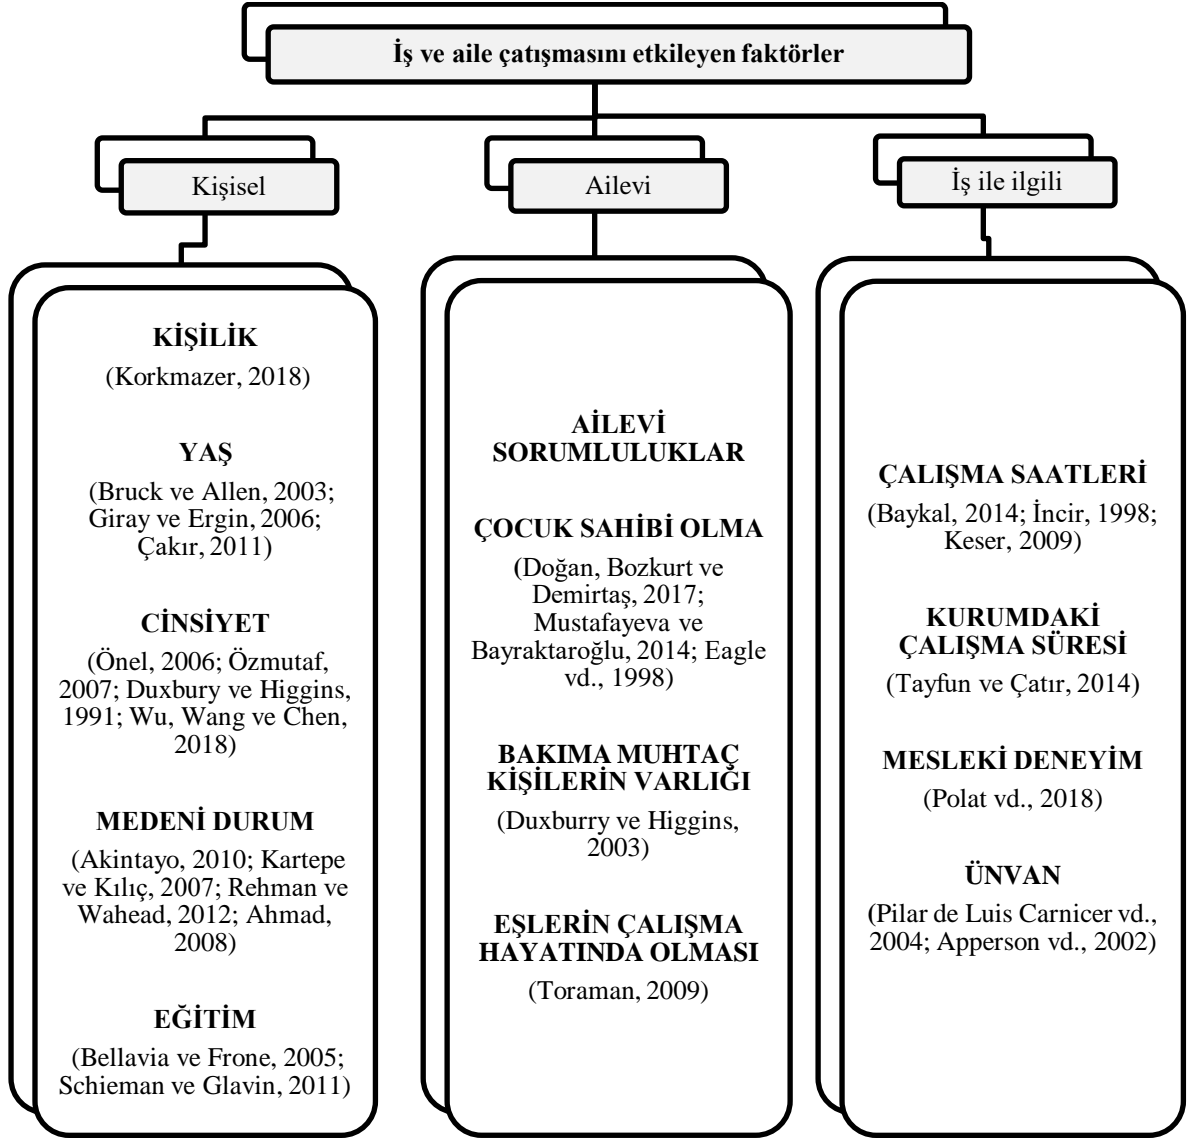 İş ve aile çatışmasını etkileyen faktörler
Kişisel
KİŞİLİK
(Korkmazer, 2018)
YAŞ
(Bruck ve Allen, 2003;
Giray ve Ergin, 2006;
Çakır, 2011)
CİNSİYET
(Önel, 2006; Özmutaf,
2007; Duxbury ve Higgins,
1991; Wu, Wang ve Chen,
2018)
MEDENİ DURUM
(Akintayo, 2010; Kartepe
ve Kılıç, 2007; Rehman ve
Wahead, 2012; Ahmad,
2008)
EĞİTİM
(Bellavia ve Frone, 2005;
Schieman ve Glavin, 2011)
Ailevi
AİLEVİ
SORUMLULUKLAR
ÇOCUK SAHİBİ OLMA
(Doğan, Bozkurt ve
Demirtaş, 2017;
Mustafayeva ve
Bayraktaroğlu, 2014; Eagle
vd., 1998)
BAKIMA MUHTAÇ
KİŞİLERİN VARLIĞI
(Duxburry ve Higgins,
2003)
EŞLERİN ÇALIŞMA
HAYATINDA OLMASI
(Toraman, 2009)
İş ile ilgili
ÇALIŞMA SAATLERİ
(Baykal, 2014; İncir, 1998;
Keser, 2009)
KURUMDAKİ
ÇALIŞMA SÜRESİ
(Tayfun ve Çatır, 2014)
MESLEKİ DENEYİM
(Polat vd., 2018)
ÜNVAN
(Pilar de Luis Carnicer vd.,
2004; Apperson vd., 2002)